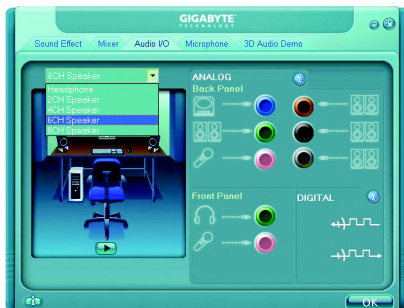 GIGABYTE
TECHNOLOGY
Sound Effect Mixer Audio I/O Microphone 3D Audio Demo
6CH Speaker
Headphone
2CH Speaker
4CH Speaker
6CH Speaker
8CH Speaker
ANALOG
Back Panel
Front Panel
DIGITAL
OK